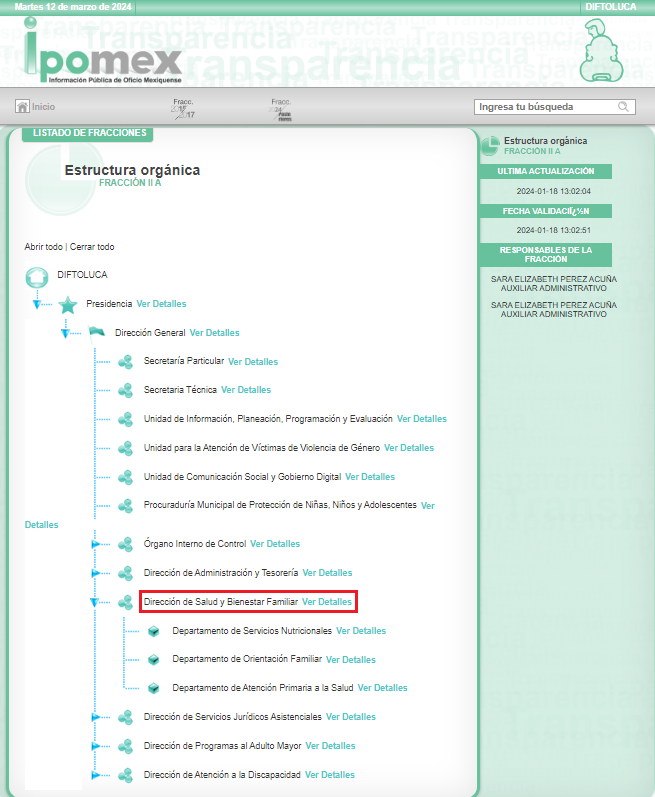 Martes 12 de marzo de 2024
DIFTOLUCA
ipomex
Información Pública de Oficio Mexiquense
Inicio
Fracc.
2017
Fracc.
Ingresa tu búsqueda
LISTADO DE FRACCIONES
Estructura orgánica
FRACCIÓN II A
Abrir todo | Cerrar todo
DIFTOLUCA
Presidencia Ver Detalles
Dirección General Ver Detalles
Secretaría Particular Ver Detalles
Secretaria Técnica Ver Detalles
Unidad de Información, Planeación, Programación y Evaluación Ver Detalles
Unidad para la Atención de Víctimas de Violencia de Género Ver Detalles
Unidad de Comunicación Social y Gobierno Digital Ver Detalles
Procuraduría Municipal de Protección de Niñas, Niños y Adolescentes Ver
Detalles
Órgano Interno de Control Ver Detalles
Dirección de Administración y Tesorería Ver Detalles
Dirección de Salud y Bienestar Familiar Ver Detalles
Departamento de Servicios Nutricionales Ver Detalles
Departamento de Orientación Familiar Ver Detalles
Departamento de Atención Primaria a la Salud Ver Detalles
Dirección de Servicios Jurídicos Asistenciales Ver Detalles
Dirección de Programas al Adulto Mayor Ver Detalles
Dirección de Atención a la Discapacidad Ver Detalles
Estructura orgánica
FRACCIÓN II A
ULTIMA ACTUALIZACIÓN
2024-01-18 13:02:04
FECHA VALIDACIï¿½N
2024-01-18 13:02:51
RESPONSABLES DE LA
FRACCIÓN
SARA ELIZABETH PEREZ ACUÑA
AUXILIAR ADMINISTRATIVO
SARA ELIZABETH PEREZ ACUÑA
AUXILIAR ADMINISTRATIVO